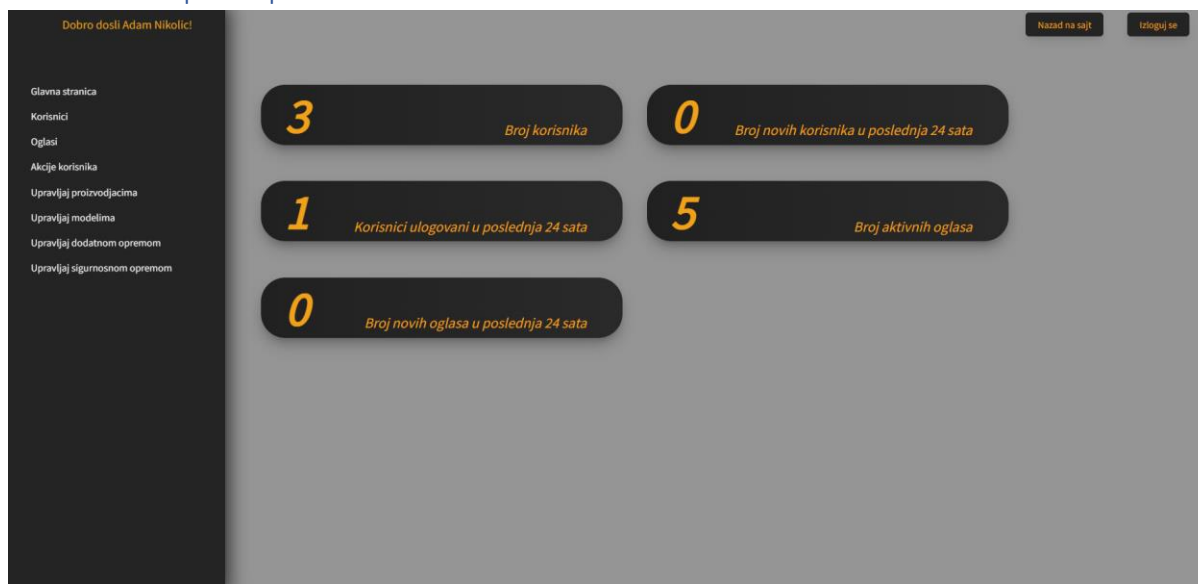 Dobro dosli Adam Nikolic!
Nazad na sajt
Izloguj se
Glavna stranica
Korisnici
Oglasi
Akcije korisnika
Upravljaj proizvodjacima
Upravljaj modelima
Upravljaj dodatnom opremom
Upravljaj sigurnosnom opremom
3
Broj korisnika
0
Broj novih korisnika u poslednja 24 sata
1
Korisnici ulogovani u poslednja 24 sata
5
Broj aktivnih oglasa
0
Broj novih oglasa u poslednja 24 sata